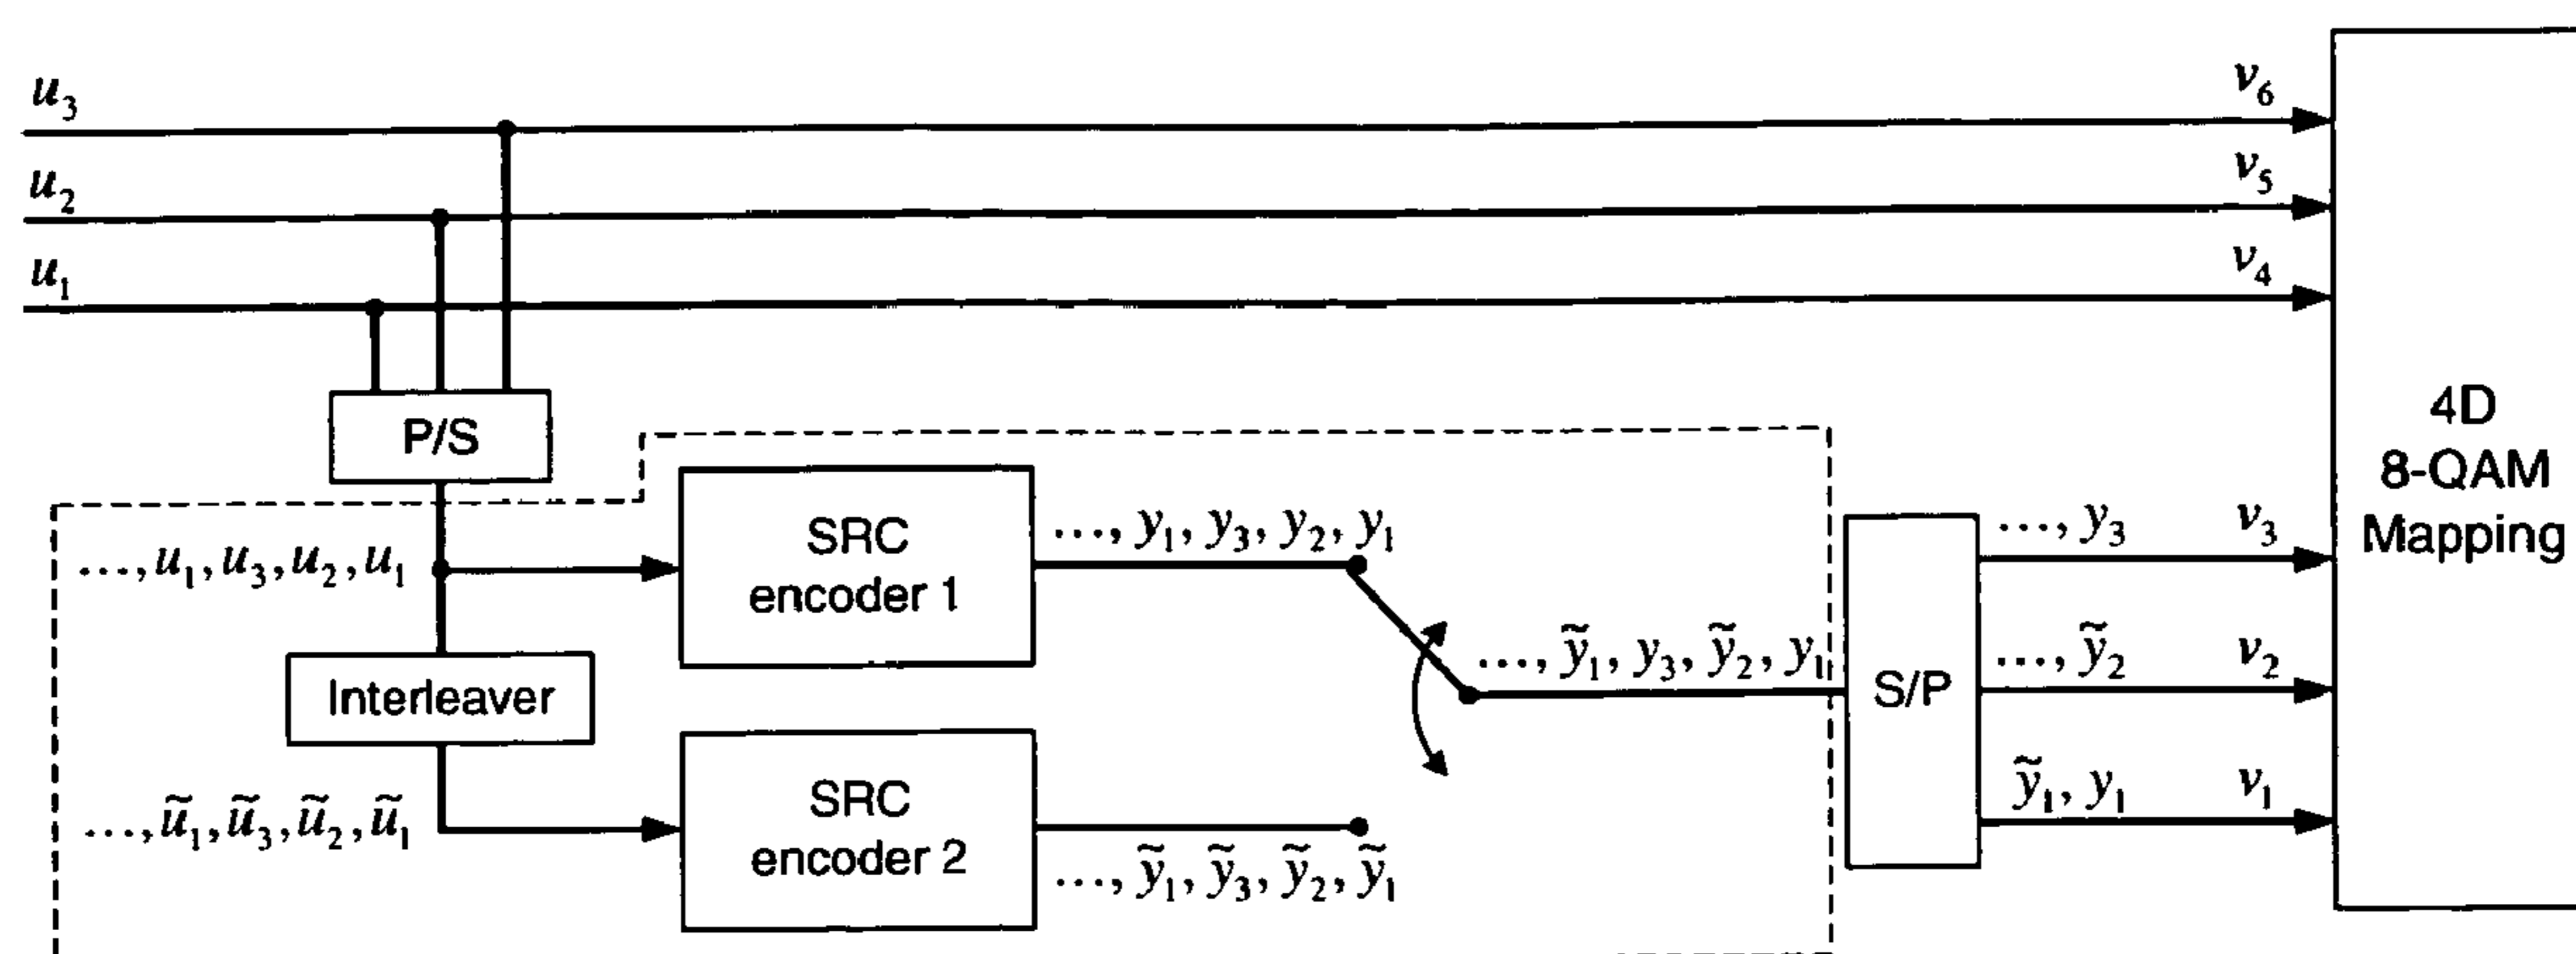 u₃
v₆
u₂
v₅
u₁
v₄
P/S
4D
8-QAM
Mapping
SRC
encoder 1
..., y₁, y₃, y₂, y₁
..., u₁, u₃, u₂, u₁
..., ỹ₁, y₃, ỹ₂, y₁
S/P
..., y₃
v₃
..., ỹ₂
v₂
ỹ₁, y₁
v₁
Interleaver
SRC
encoder 2
..., ũ₁, ũ₃, ũ₂, ũ₁
..., ỹ₁, ỹ₃, ỹ₂, ỹ₁